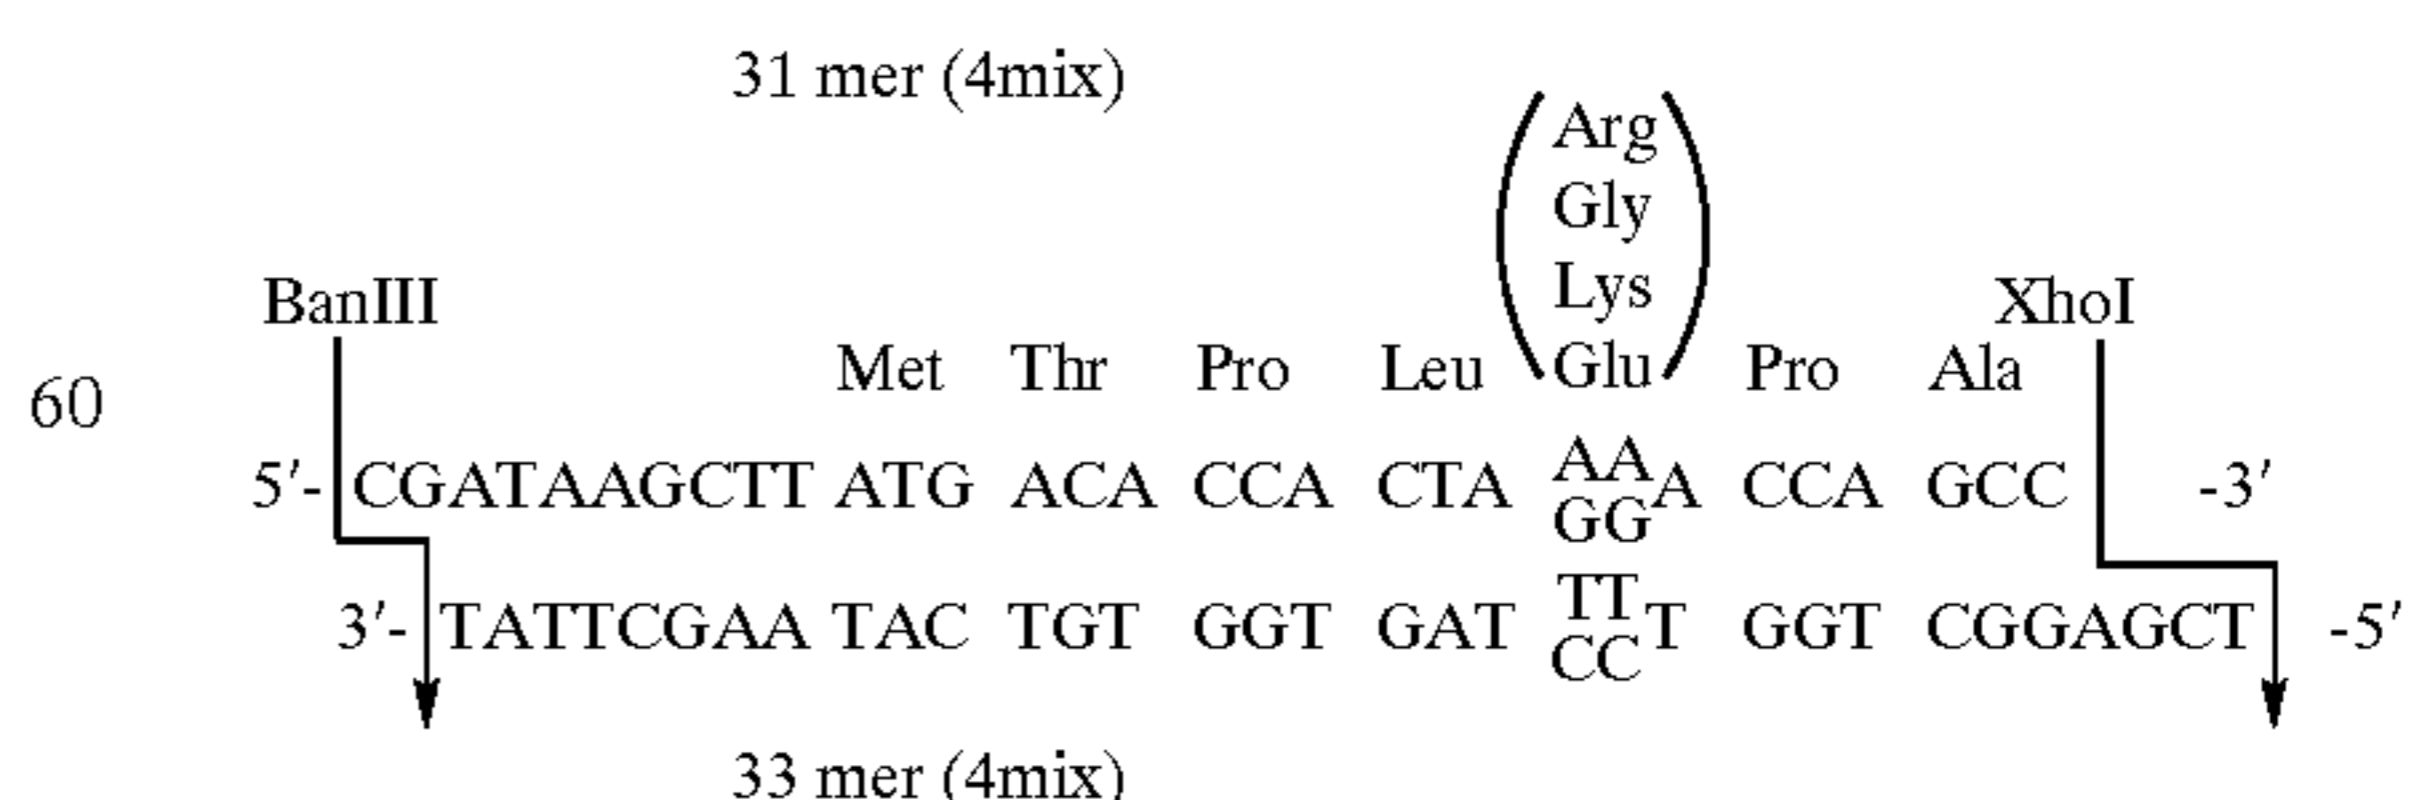 31 mer (4mix)
Arg
Gly
Lys
BanIII XhoI
60 Met Thr Pro Leu Glu Pro Ala
AA
5′- CGATAAGCTT ATG ACA CCA CTA A CCA GCC -3′
GG
TT
3′- TATTCGAA TAC TGT GGT GAT T GGT CGGAGCT -5′
CC
33 mer (4mix)